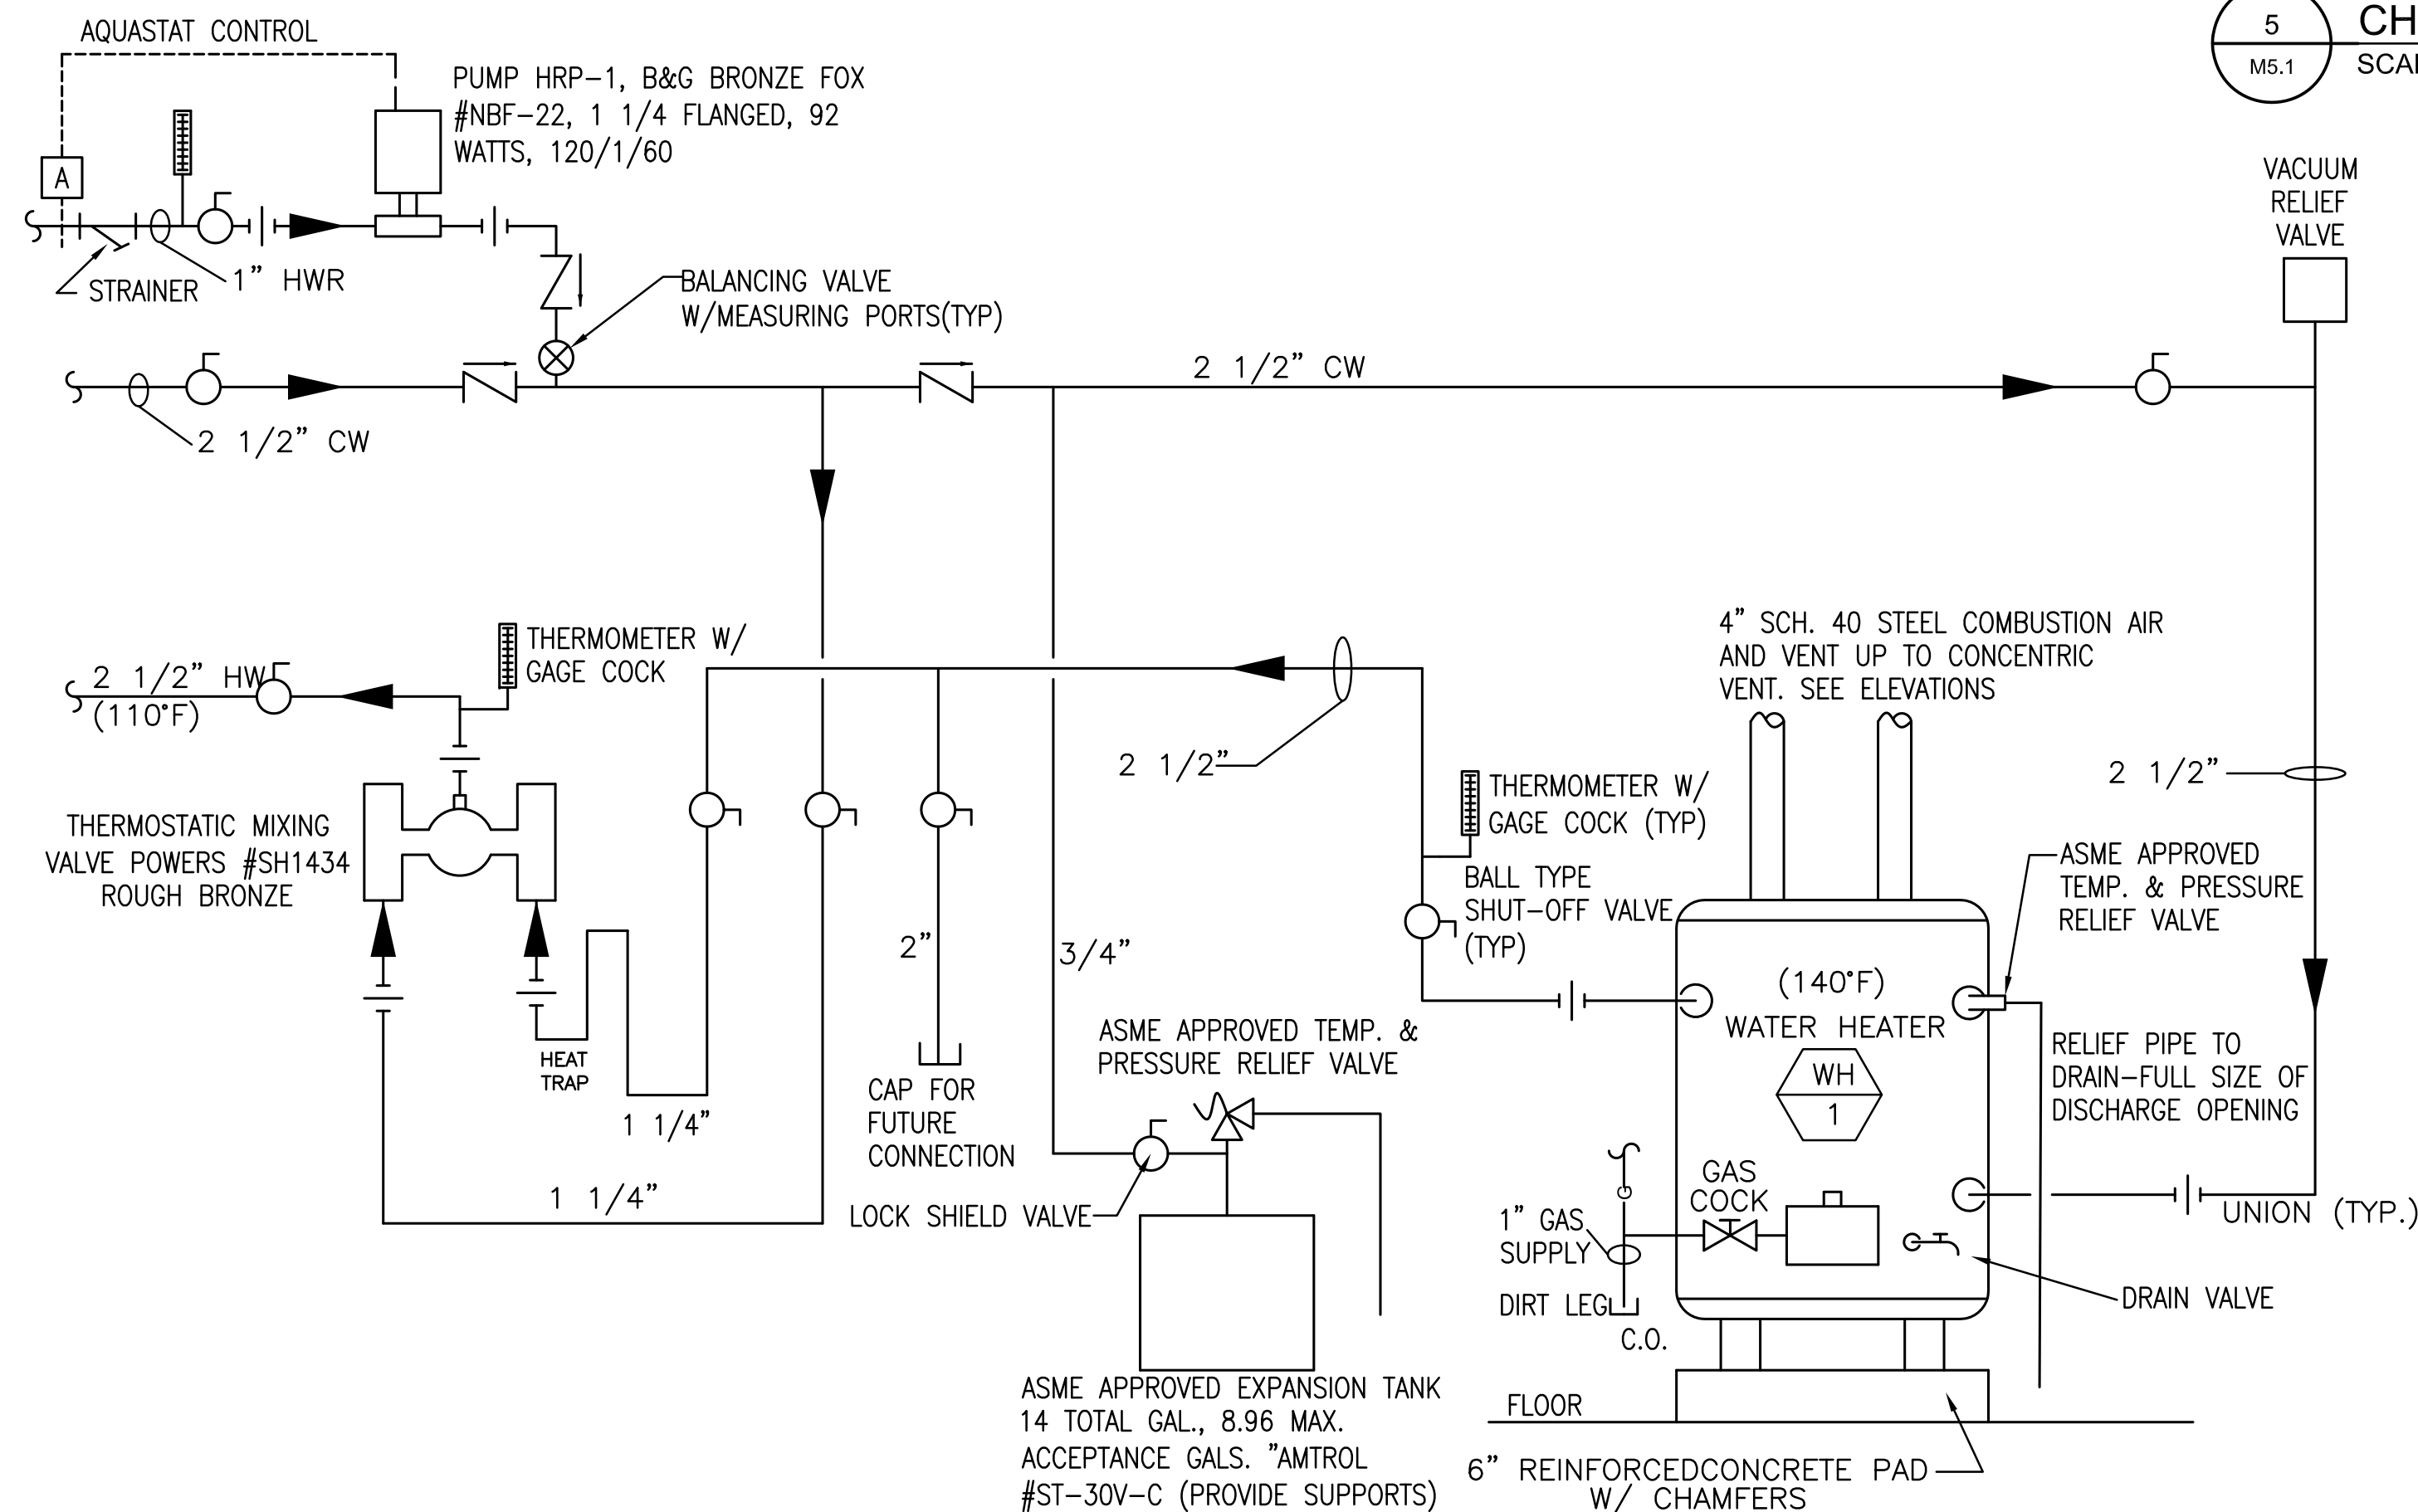 AQUASTAT CONTROL
PUMP HRP-1, B&G BRONZE FOX
#NBF-22, 1 1/4 FLANGED, 92
WATTS, 120/1/60
A
STRAINER
1" HWR
BALANCING VALVE
W/MEASURING PORTS(TYP)
5
M5.1
VACUUM
RELIEF
VALVE
2 1/2" CW
2 1/2" CW
2 1/2" HW
(110°F)
THERMOMETER W/
GAGE COCK
THERMOSTATIC MIXING
VALVE POWERS #SH1434
ROUGH BRONZE
HEAT
TRAP
1 1/4"
1 1/4"
2"
CAP FOR
FUTURE
CONNECTION
3/4"
2 1/2"
THERMOMETER W/
GAGE COCK (TYP)
BALL TYPE
SHUT-OFF VALVE
(TYP)
4" SCH. 40 STEEL COMBUSTION AIR
AND VENT UP TO CONCENTRIC
VENT. SEE ELEVATIONS
2 1/2"
ASME APPROVED
TEMP. & PRESSURE
RELIEF VALVE
(140°F)
WATER HEATER
WH
1
RELIEF PIPE TO
DRAIN-FULL SIZE OF
DISCHARGE OPENING
ASME APPROVED TEMP. &
PRESSURE RELIEF VALVE
LOCK SHIELD VALVE
G
GAS
COCK
1" GAS
SUPPLY
DIRT LEG
C.O.
UNION (TYP.)
DRAIN VALVE
ASME APPROVED EXPANSION TANK
14 TOTAL GAL., 8.96 MAX.
ACCEPTANCE GALS. "AMTROL
#ST-30V-C (PROVIDE SUPPORTS)
FLOOR
6" REINFORCEDCONCRETE PAD
W/ CHAMFERS